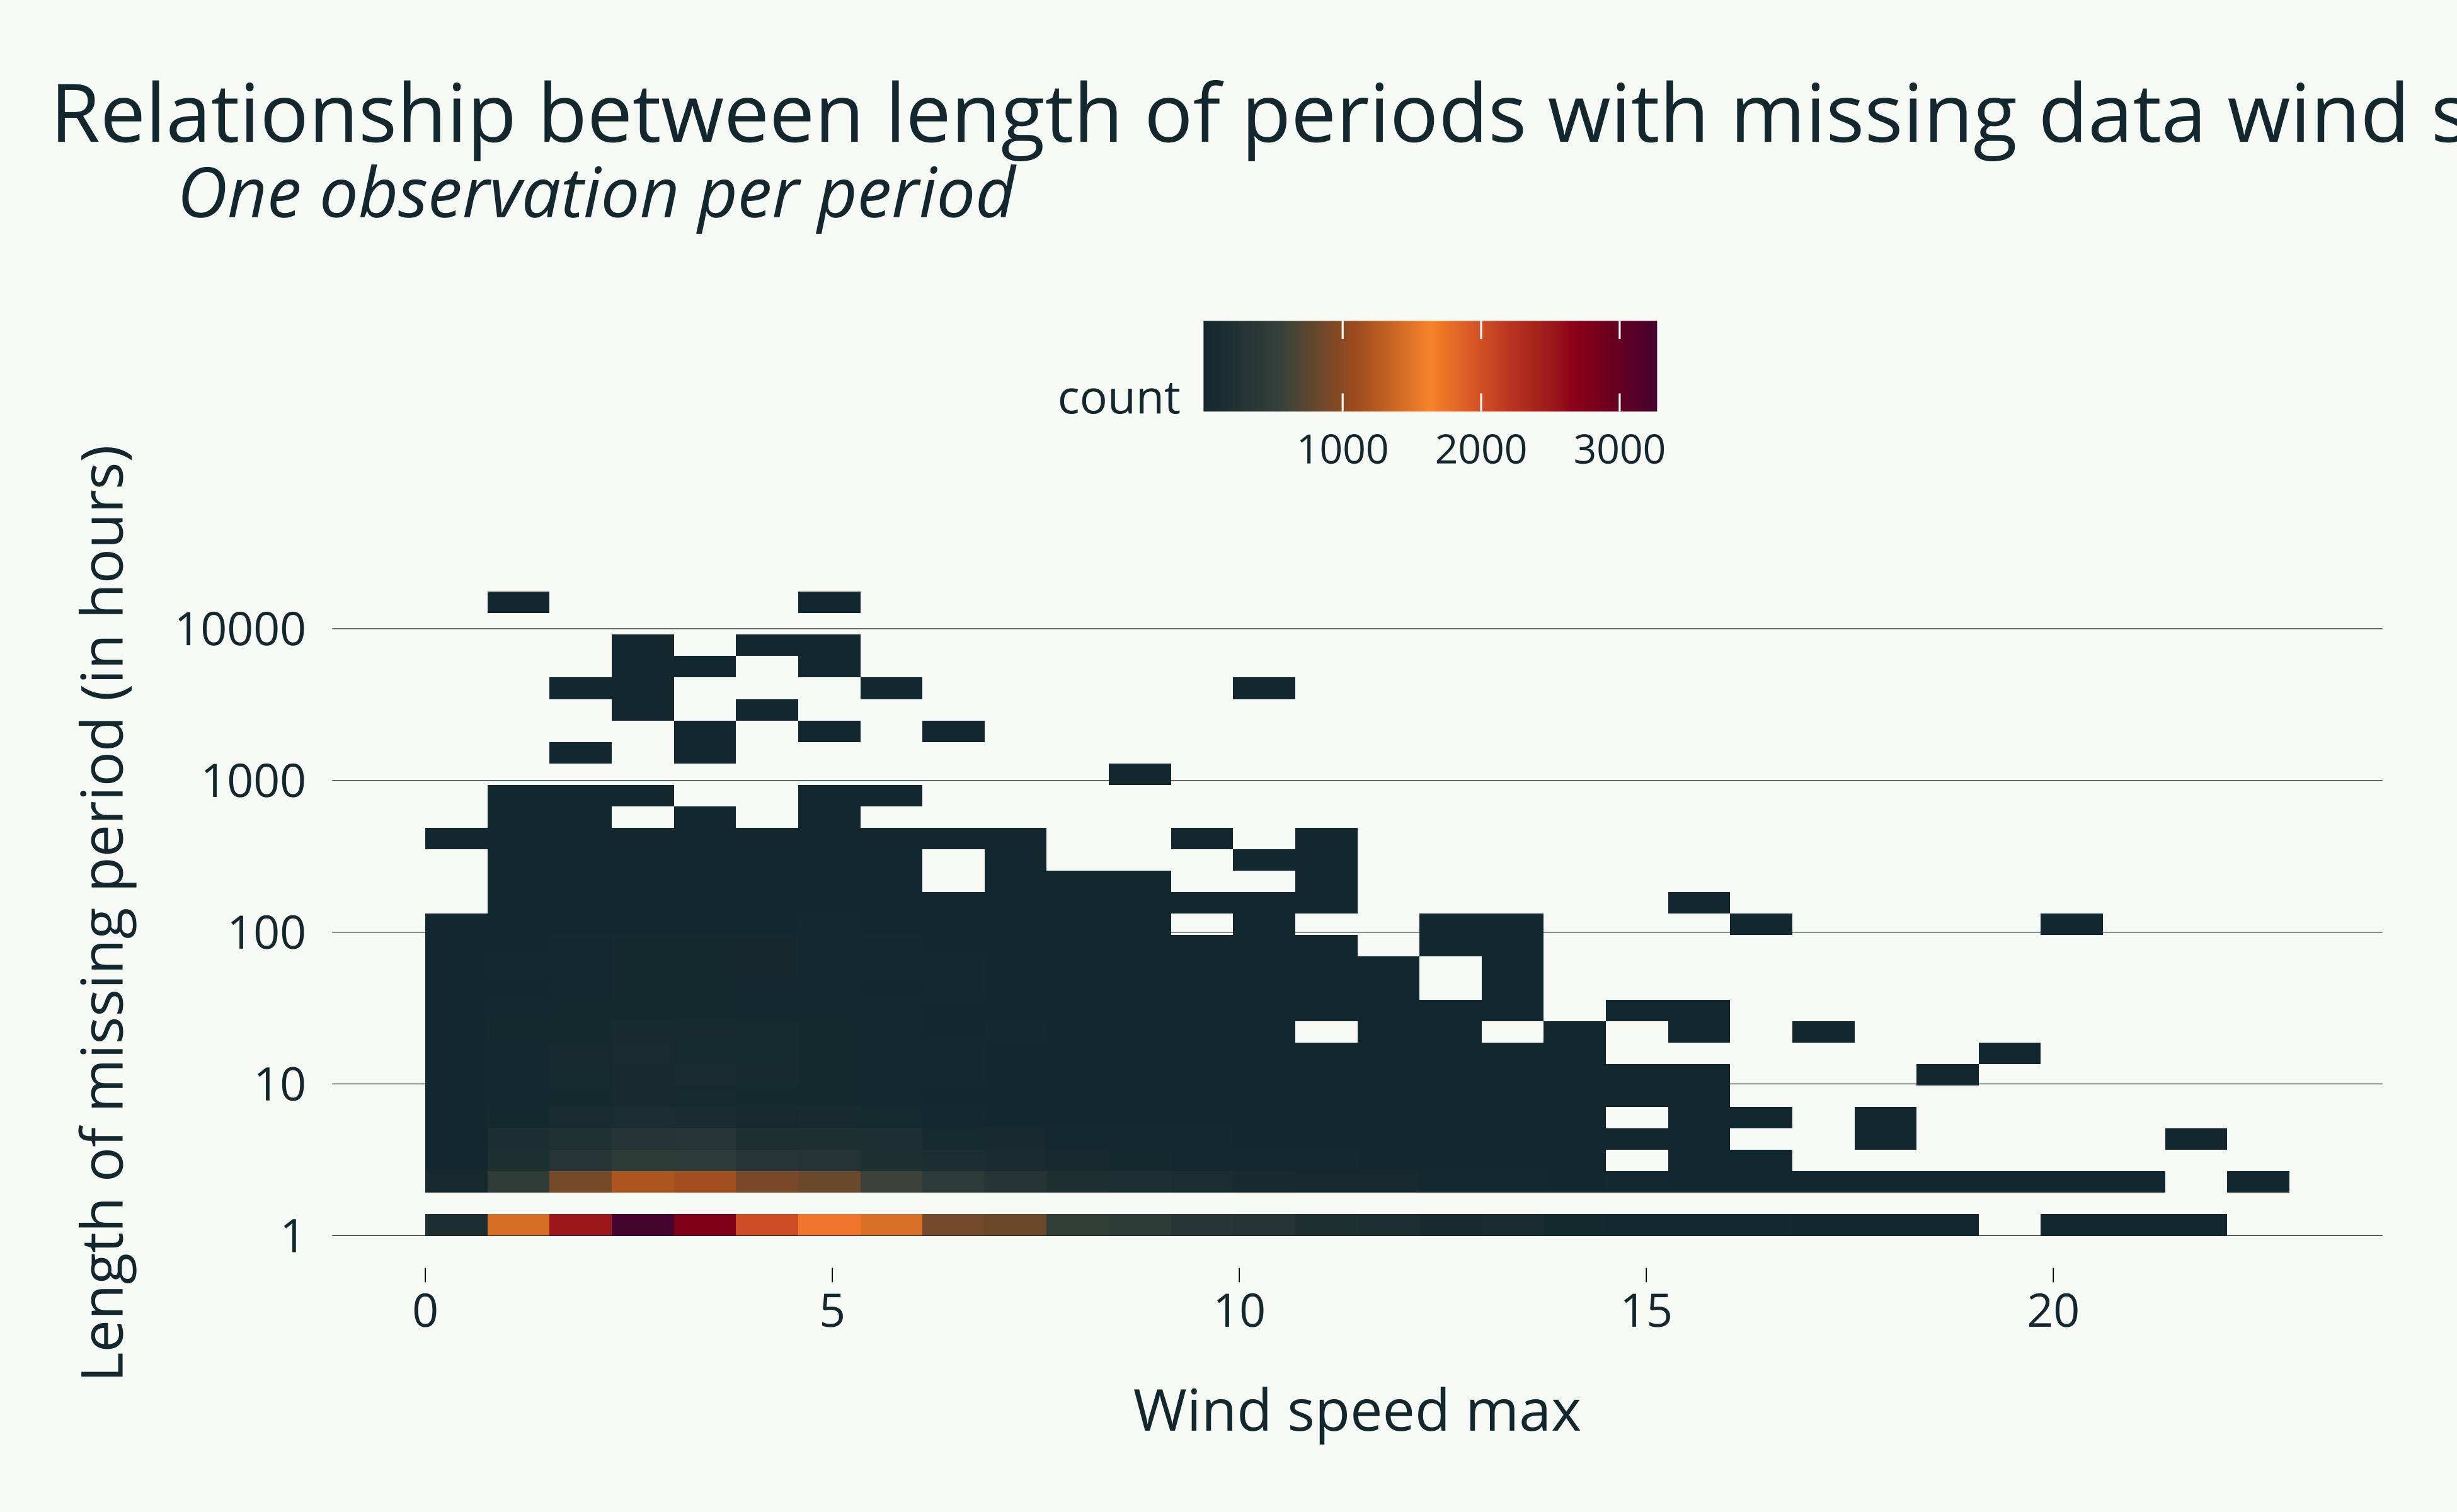 Relationship between length of periods with missing data wind s
One observation per period
count
1000 2000 3000
Length of missing period (in hours)
10000
1000
100
10
1
0 5 10 15 20
Wind speed max